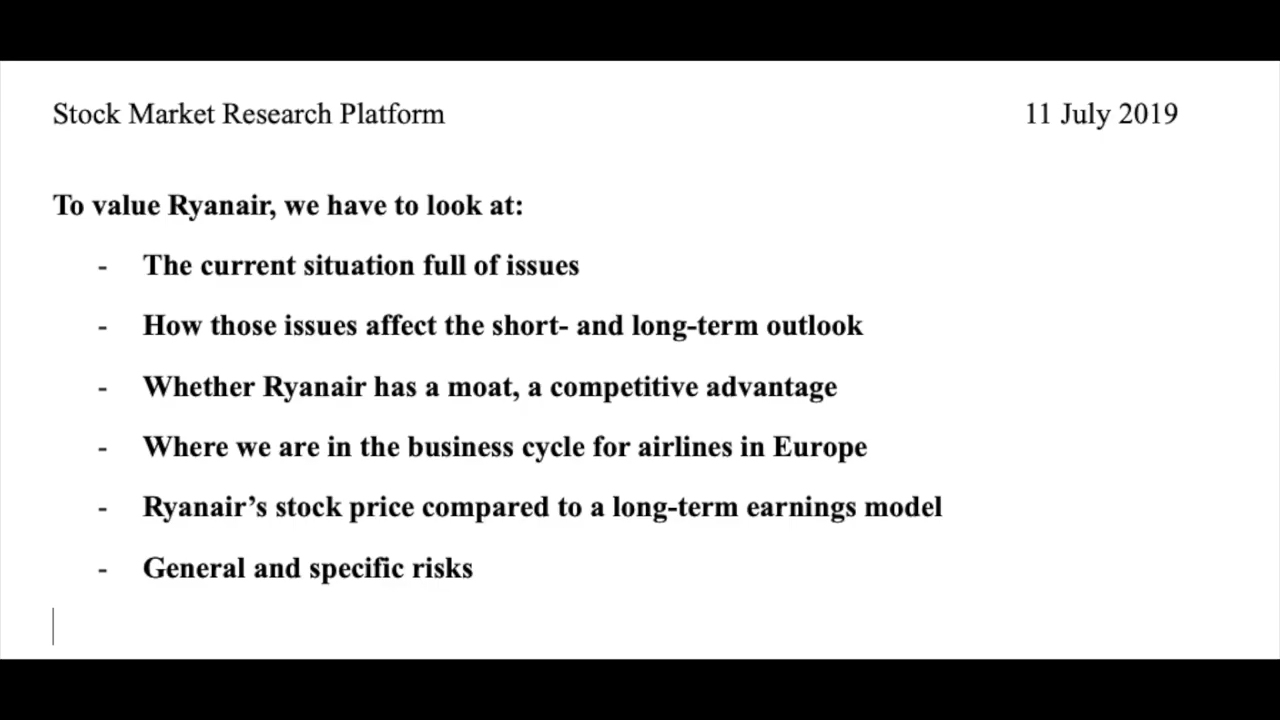 Stock Market Research Platform 11 July 2019
To value Ryanair, we have to look at:
- The current situation full of issues
- How those issues affect the short- and long-term outlook
- Whether Ryanair has a moat, a competitive advantage
- Where we are in the business cycle for airlines in Europe
- Ryanair’s stock price compared to a long-term earnings model
- General and specific risks